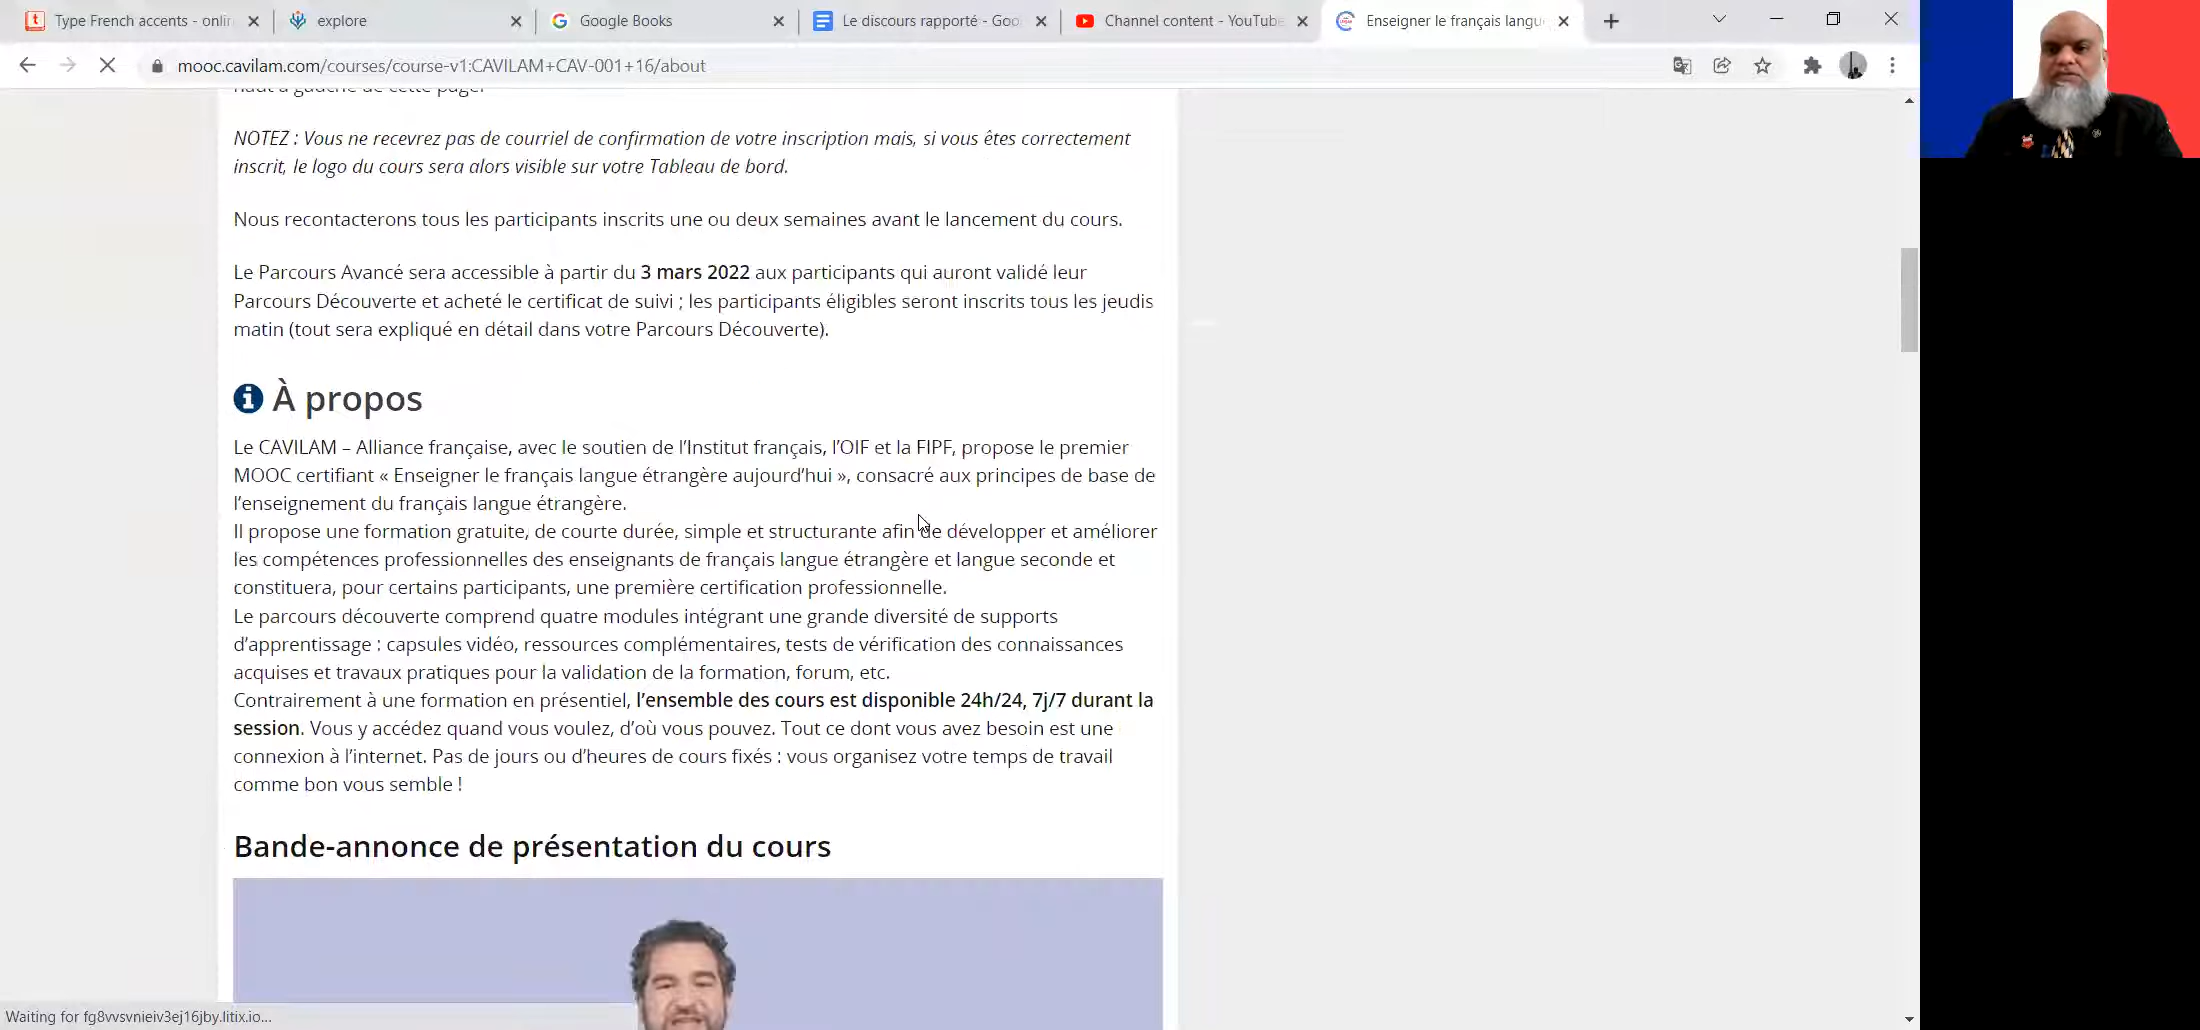 Type French accents - onlin
explore
Google Books
Le discours rapporté - Goo
Channel content - YouTube
Enseigner le français langu
mooc.cavilam.com/courses/course-v1:CAVILAM+CAV-001+16/about
haut à gauche de cette page.
NOTEZ : Vous ne recevrez pas de courriel de confirmation de votre inscription mais, si vous êtes correctement
inscrit, le logo du cours sera alors visible sur votre Tableau de bord.
Nous recontacterons tous les participants inscrits une ou deux semaines avant le lancement du cours.
Le Parcours Avancé sera accessible à partir du 3 mars 2022 aux participants qui auront validé leur
Parcours Découverte et acheté le certificat de suivi ; les participants éligibles seront inscrits tous les jeudis
matin (tout sera expliqué en détail dans votre Parcours Découverte).
À propos
Le CAVILAM – Alliance française, avec le soutien de l’Institut français, l’OIF et la FIPF, propose le premier
MOOC certifiant « Enseigner le français langue étrangère aujourd’hui », consacré aux principes de base de
l’enseignement du français langue étrangère.
Il propose une formation gratuite, de courte durée, simple et structurante afin de développer et améliorer
les compétences professionnelles des enseignants de français langue étrangère et langue seconde et
constituera, pour certains participants, une première certification professionnelle.
Le parcours découverte comprend quatre modules intégrant une grande diversité de supports
d’apprentissage : capsules vidéo, ressources complémentaires, tests de vérification des connaissances
acquises et travaux pratiques pour la validation de la formation, forum, etc.
Contrairement à une formation en présentiel, l’ensemble des cours est disponible 24h/24, 7j/7 durant la
session. Vous y accédez quand vous voulez, d’où vous pouvez. Tout ce dont vous avez besoin est une
connexion à l’internet. Pas de jours ou d’heures de cours fixés : vous organisez votre temps de travail
comme bon vous semble !
Bande-annonce de présentation du cours
Waiting for fg8vvsvnieiv3ej16jby.litix.io...